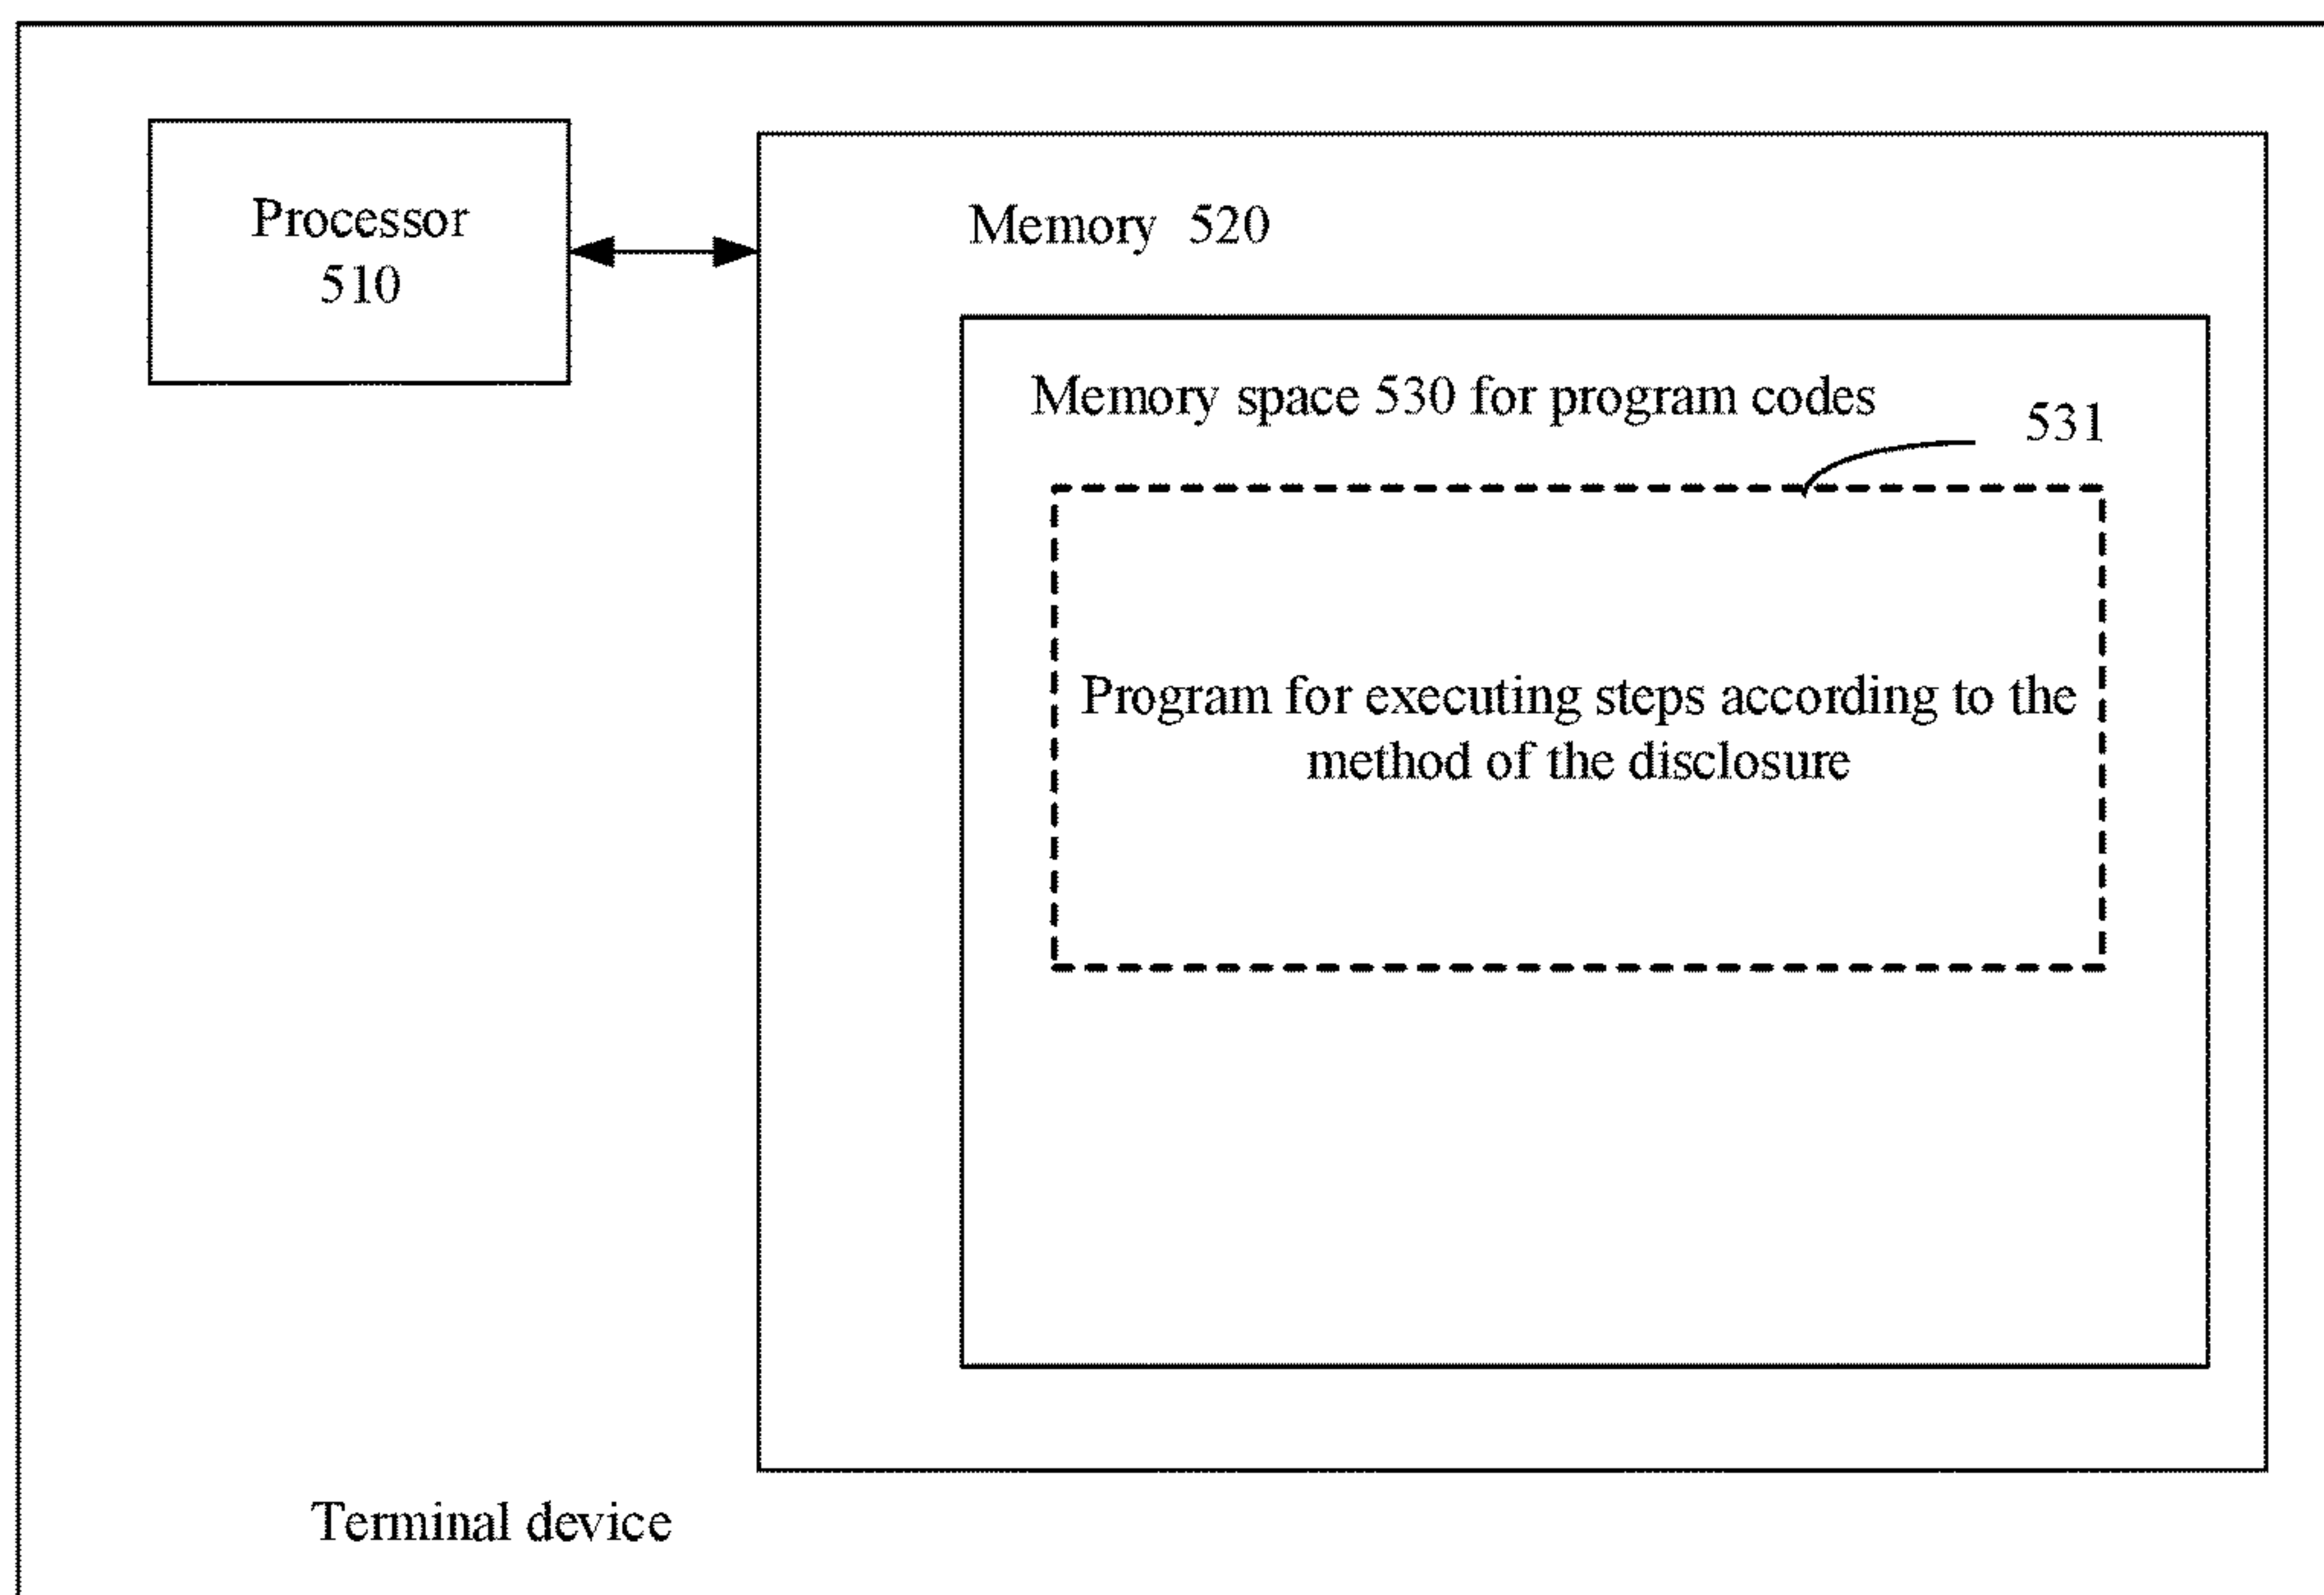 Processor
510
Memory 520
Memory space 530 for program codes
531
Program for executing steps according to the
method of the disclosure
Terminal device